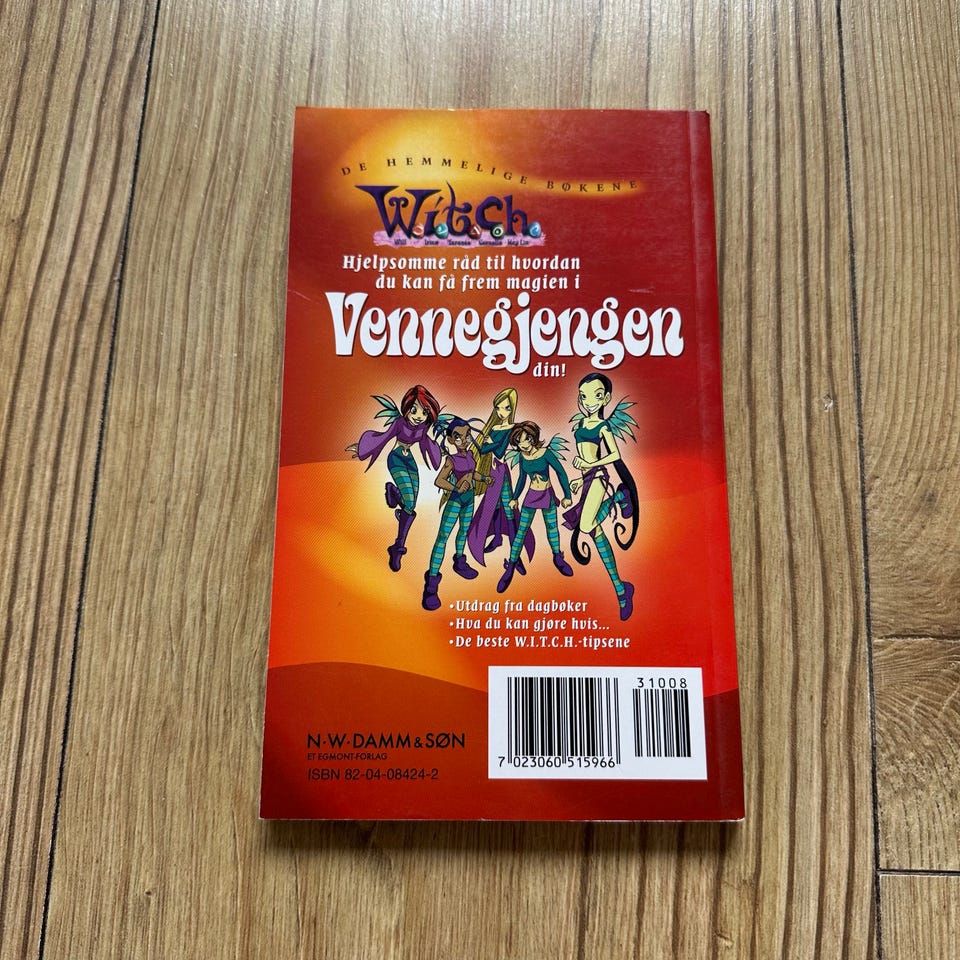 DE HEMMELIGE BØKENE
Witch
Will Irma Taranee Cornelia Hay Lin
Hjelpsomme råd til hvordan
du kan få frem magien i
Vennegjengen
din!
•Utdrag fra dagbøker
•Hva du kan gjøre hvis...
•De beste W.I.T.C.H.-tipsene
31008
N·W·DAMM & SØN
ET EGMONT-FORLAG
ISBN 82-04-08424-2
7 023060 515966